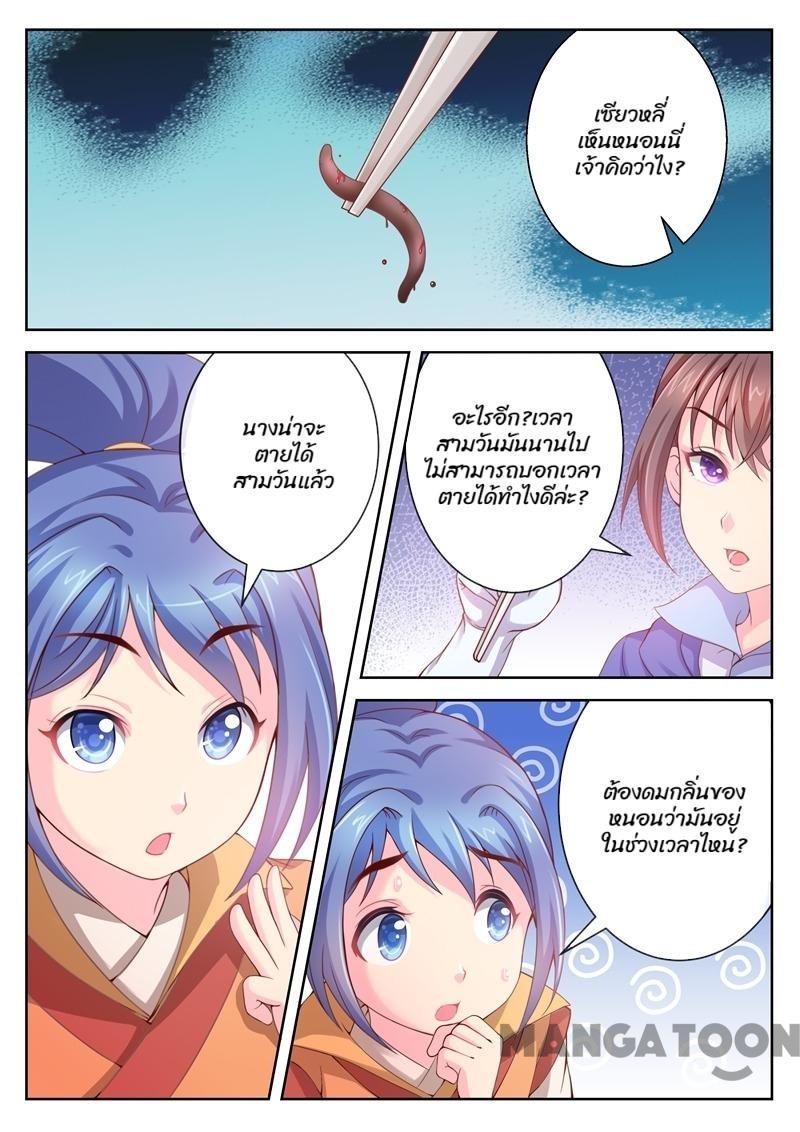 เซียวหลี่
เห็นหนอนนี่
เจ้าคิดว่าไง?
นางน่าจะ
ตายได้
สามวันแล้ว
อะไรอีก?เวลา
สามวันมันนานไป
ไม่สามารถบอกเวลา
ตายได้ทำไงดีล่ะ?
ต้องดมกลิ่นของ
หนอนว่ามันอยู่
ในช่วงเวลาไหน?
MANGATOON